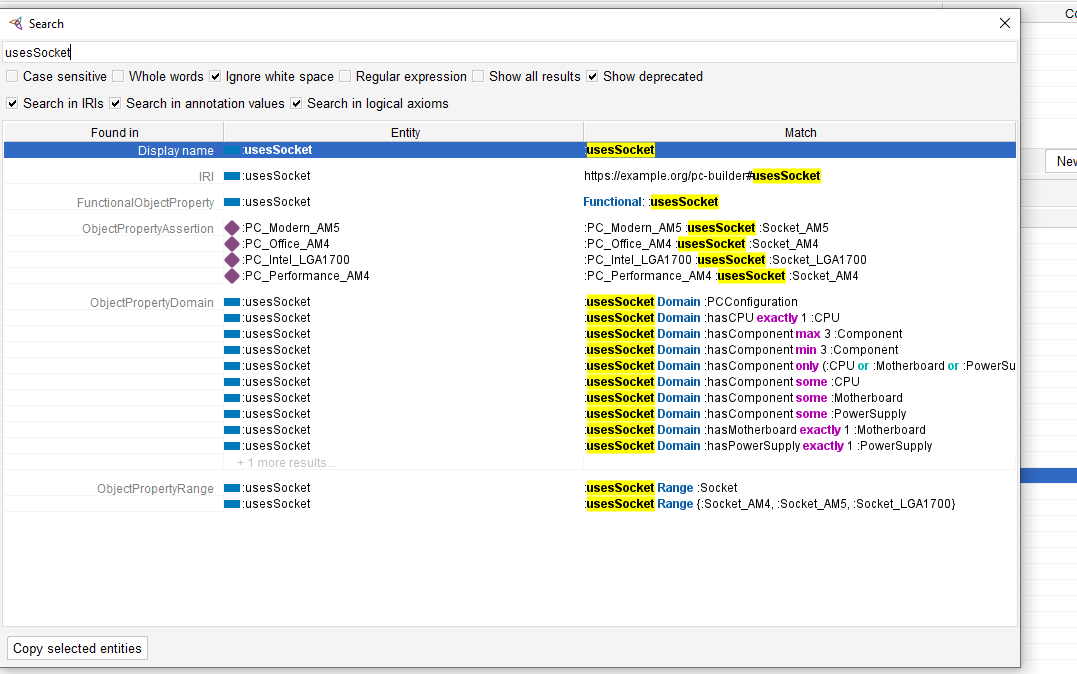 Search
Co
usesSocket
Case sensitive Whole words Ignore white space Regular expression Show all results Show deprecated
Search in IRIs Search in annotation values Search in logical axioms
Found in Entity Match
Display name :usesSocket :usesSocket
New
IRI :usesSocket https://example.org/pc-builder#usesSocket
FunctionalObjectProperty :usesSocket Functional: :usesSocket
ObjectPropertyAssertion :PC_Modern_AM5 :PC_Modern_AM5 :usesSocket :Socket_AM5
:PC_Office_AM4 :PC_Office_AM4 :usesSocket :Socket_AM4
:PC_Intel_LGA1700 :PC_Intel_LGA1700 :usesSocket :Socket_LGA1700
:PC_Performance_AM4 :PC_Performance_AM4 :usesSocket :Socket_AM4
ObjectPropertyDomain :usesSocket :usesSocket Domain :PCConfiguration
:usesSocket :usesSocket Domain :hasCPU exactly 1 :CPU
:usesSocket :usesSocket Domain :hasComponent max 3 :Component
:usesSocket :usesSocket Domain :hasComponent min 3 :Component
:usesSocket :usesSocket Domain :hasComponent only (:CPU or :Motherboard or :PowerSu
:usesSocket :usesSocket Domain :hasComponent some :CPU
:usesSocket :usesSocket Domain :hasComponent some :Motherboard
:usesSocket :usesSocket Domain :hasComponent some :PowerSupply
:usesSocket :usesSocket Domain :hasMotherboard exactly 1 :Motherboard
:usesSocket :usesSocket Domain :hasPowerSupply exactly 1 :PowerSupply
+ 1 more results...
ObjectPropertyRange :usesSocket :usesSocket Range :Socket
:usesSocket :usesSocket Range {:Socket_AM4, :Socket_AM5, :Socket_LGA1700}
Copy selected entities